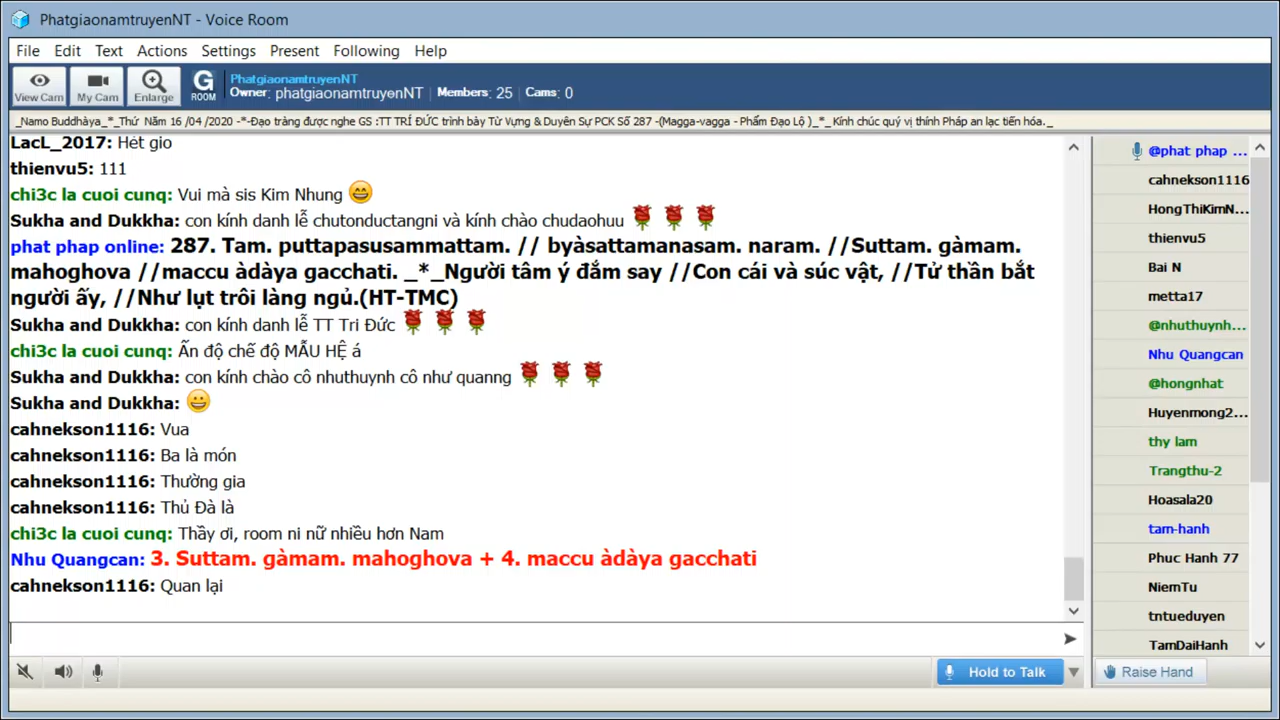 PhatgiaonamtruyenNT - Voice Room
File Edit Text Actions Settings Present Following Help
View Cam My Cam Enlarge G ROOM
PhatgiaonamtruyenNT
Owner: phatgiaonamtruyenNT Members: 25 Cams: 0
_Namo Buddhàya_*_Thứ Năm 16 /04 /2020 -*-Đạo tràng được nghe GS :TT TRÍ ĐỨC trình bày Từ Vựng & Duyên Sự PCK Số 287 -(Magga-vagga - Phẩm Đạo Lộ )_*_ Kính chúc quý vị thính Pháp an lạc tiến hóa._
LacL_2017: Hét gio
thienvu5: 111
chi3c la cuoi cunq: Vui mà sis Kim Nhung
Sukha and Dukkha: con kính danh lễ chutonductangni và kính chào chudaohuu
phat phap online: 287. Tam. puttapasusammattam. // byàsattamanasam. naram. //Suttam. gàmam.
mahoghova //maccu àdàya gacchati. _*_Người tâm ý đắm say //Con cái và súc vật, //Tử thần bắt
người ấy, //Như lụt trôi làng ngủ.(HT-TMC)
Sukha and Dukkha: con kính danh lễ TT Tri Đức
chi3c la cuoi cunq: Ấn độ chế độ MẪU HỆ á
Sukha and Dukkha: con kính chào cô nhuthuynh cô như quanng
Sukha and Dukkha:
cahnekson1116: Vua
cahnekson1116: Ba là món
cahnekson1116: Thường gia
cahnekson1116: Thủ Đà là
chi3c la cuoi cunq: Thầy ơi, room ni nữ nhiều hơn Nam
Nhu Quangcan: 3. Suttam. gàmam. mahoghova + 4. maccu àdàya gacchati
cahnekson1116: Quan lại
@phat phap ...
cahnekson1116
HongThiKimN...
thienvu5
Bai N
metta17
@nhuthuynh...
Nhu Quangcan
@hongnhat
Huyenmong2...
thy lam
Trangthu-2
Hoasala20
tam-hanh
Phuc Hanh 77
NiemTu
tntueduyen
TamDaiHanh
Hold to Talk
Raise Hand